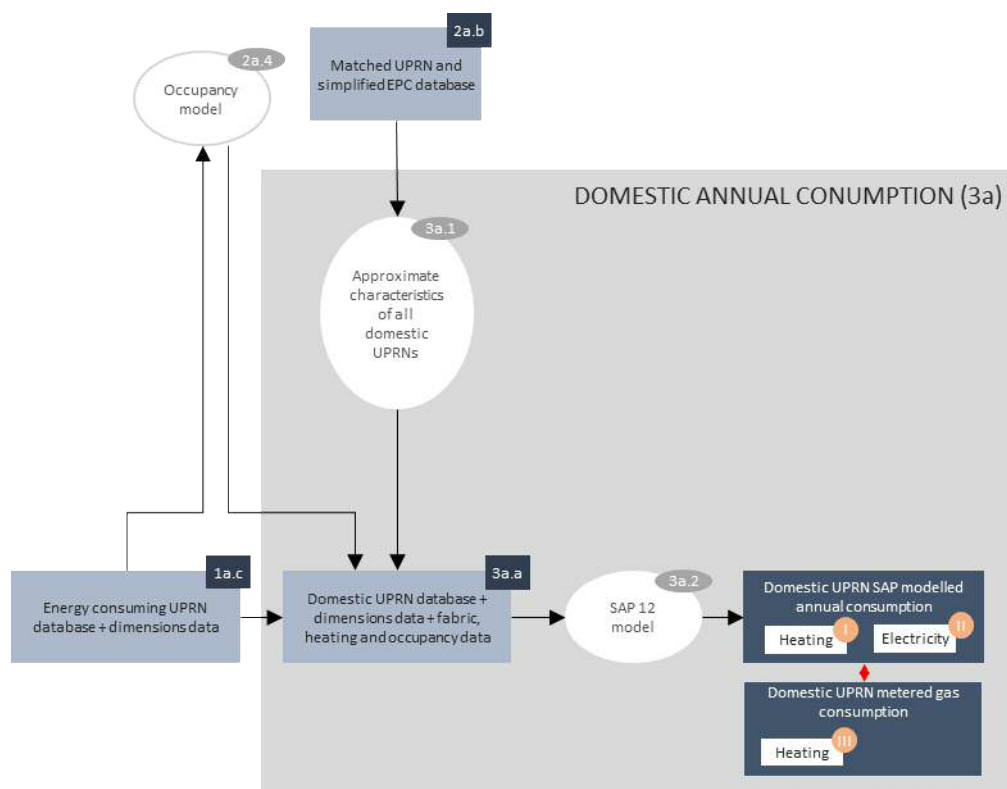 2a.b
Matched UPRN and
simplified EPC database
2a.4
Occupancy
model
DOMESTIC ANNUAL CONUMPTION (3a)
3a.1
Approximate
characteristics
of all
domestic
UPRNs
1a.c
Energy consuming UPRN
database + dimensions data
3a.a
Domestic UPRN database +
dimensions data + fabric,
heating and occupancy data
3a.2
SAP 12
model
Domestic UPRN SAP modelled
annual consumption
Heating I
Electricity II
Domestic UPRN metered gas
consumption
Heating III